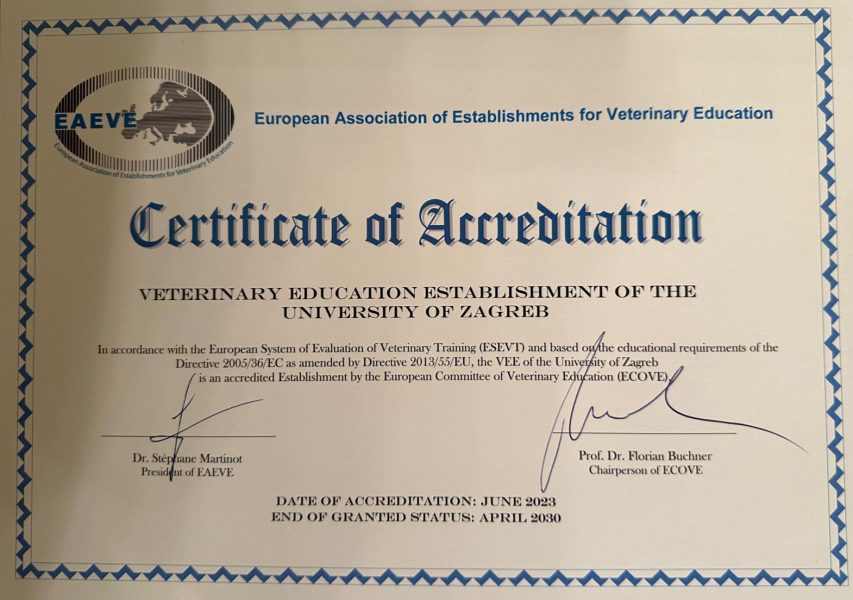 EAEVE
European Association of Establishments for Veterinary Education
European Association of Establishments for Veterinary Education
Certificate of Accreditation
VETERINARY EDUCATION ESTABLISHMENT OF THE
UNIVERSITY OF ZAGREB
In accordance with the European System of Evaluation of Veterinary Training (ESEVT) and based on the educational requirements of the
Directive 2005/36/EC as amended by Directive 2013/55/EU, the VEE of the University of Zagreb
is an accredited Establishment by the European Committee of Veterinary Education (ECOVE).
Dr. Stéphane Martinot
President of EAEVE
Prof. Dr. Florian Buchner
Chairperson of ECOVE
DATE OF ACCREDITATION: JUNE 2023
END OF GRANTED STATUS: APRIL 2030